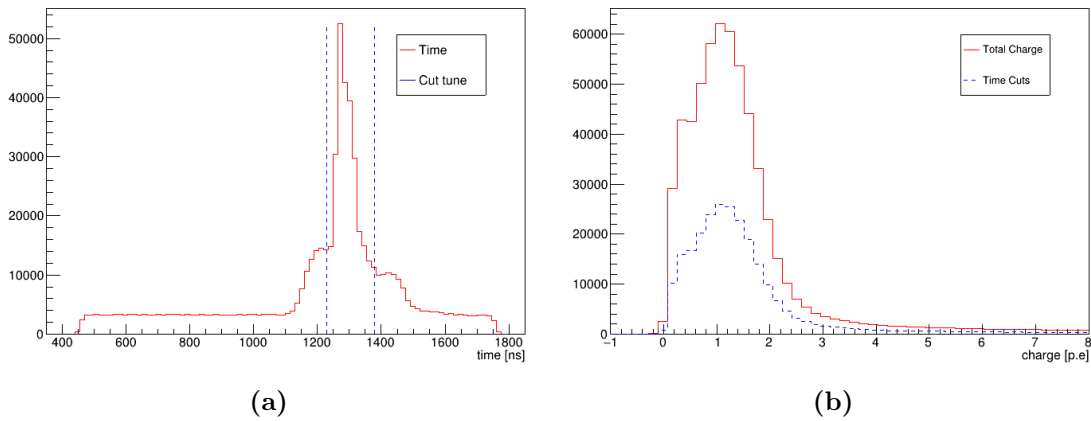 50000
40000
30000
20000
10000
0
Time
Cut tune
400 600 800 1000 1200 1400 1600 1800
time [ns]
(a)
60000
50000
40000
30000
20000
10000
0
Total Charge
Time Cuts
−1 0 1 2 3 4 5 6 7 8
charge [p.e]
(b)